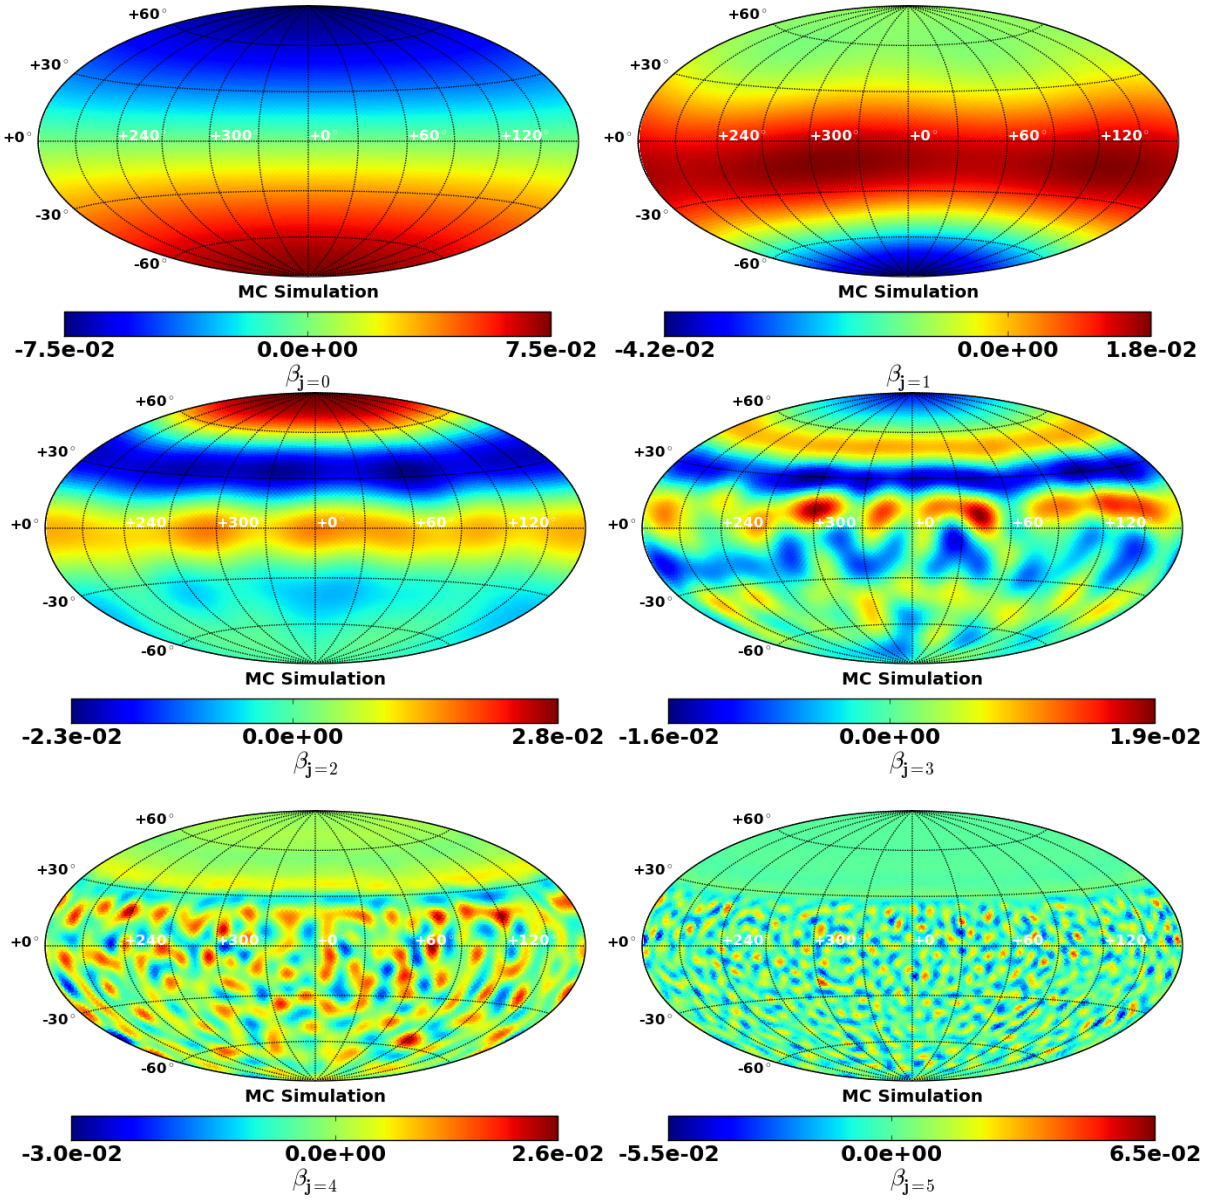 +60°
+30°
+0° +240 +300° +0° +60° +120°
-30°
-60°
MC Simulation
-7.5e-02 0.0e+00 7.5e-02
βj=0
+60°
+30°
+0° +240° +300° +0° +60° +120°
-30°
-60°
MC Simulation
-4.2e-02 0.0e+00 1.8e-02
βj=1
+60°
+30°
+0° +240 +300 +0° +60° +120°
-30°
-60°
MC Simulation
-2.3e-02 0.0e+00 2.8e-02
βj=2
+60°
+30°
+0° +240° +300 +0° +60 +120°
-30°
-60°
MC Simulation
-1.6e-02 0.0e+00 1.9e-02
βj=3
+60°
+30°
+0° +240 +300 +0° +60 +120
-30°
-60°
MC Simulation
-3.0e-02 0.0e+00 2.6e-02
βj=4
+60°
+30°
+0° +240° +300° +0° +60° +120°
-30°
-60°
MC Simulation
-5.5e-02 0.0e+00 6.5e-02
βj=5